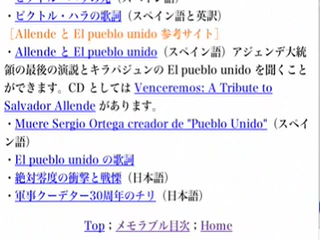 ・ビクトル・ハラの歌詞（スペイン語と英訳）
［Allende と El pueblo unido 参考サイト］
・Allende と El pueblo unido（スペイン語）アジェンデ大統
領の最後の演説とキラパジュンの El pueblo unido を聞くこと
ができます。CD としては Venceremos: A Tribute to
Salvador Allende があります。
・Muere Sergio Ortega creador de "Pueblo Unido"（スペイ
ン語）
・El pueblo unido の歌詞
・絶対零度の衝撃と戦慄（日本語）
・軍事クーデター30周年のチリ（日本語）
Top；メモラブル目次；Home